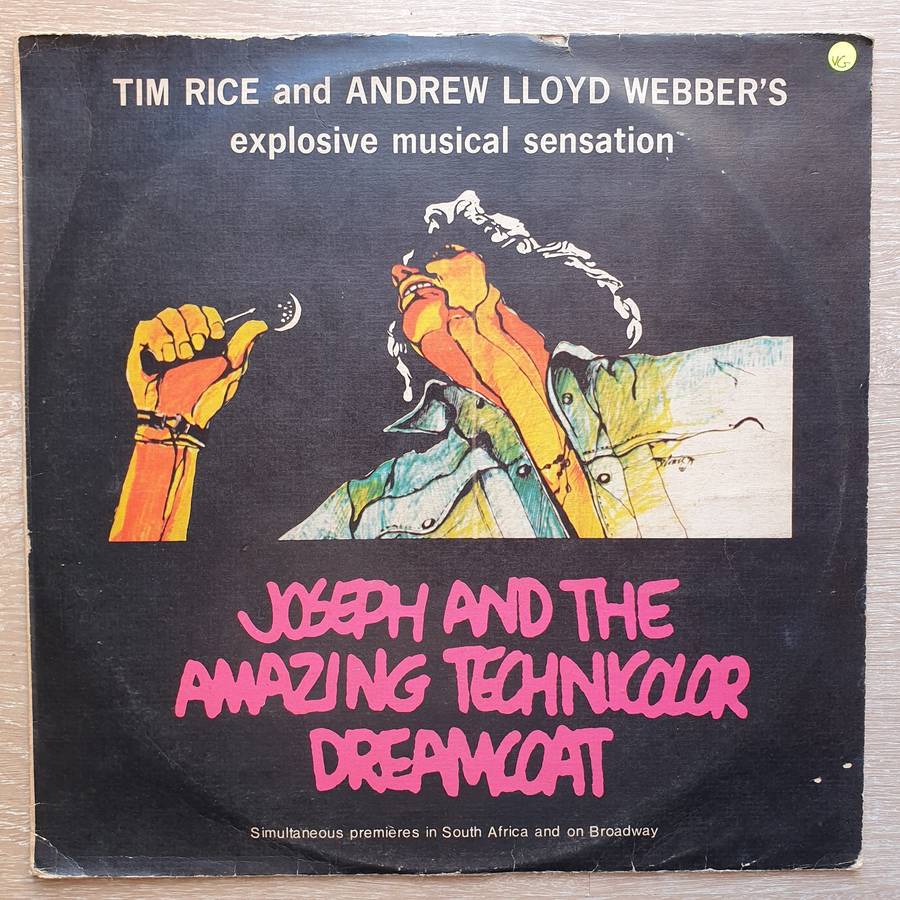 VG
TIM RICE and ANDREW LLOYD WEBBER'S
explosive musical sensation
JOSEPH AND THE
AMAZING TECHNICOLOR
DREAMCOAT
Simultaneous premières in South Africa and on Broadway